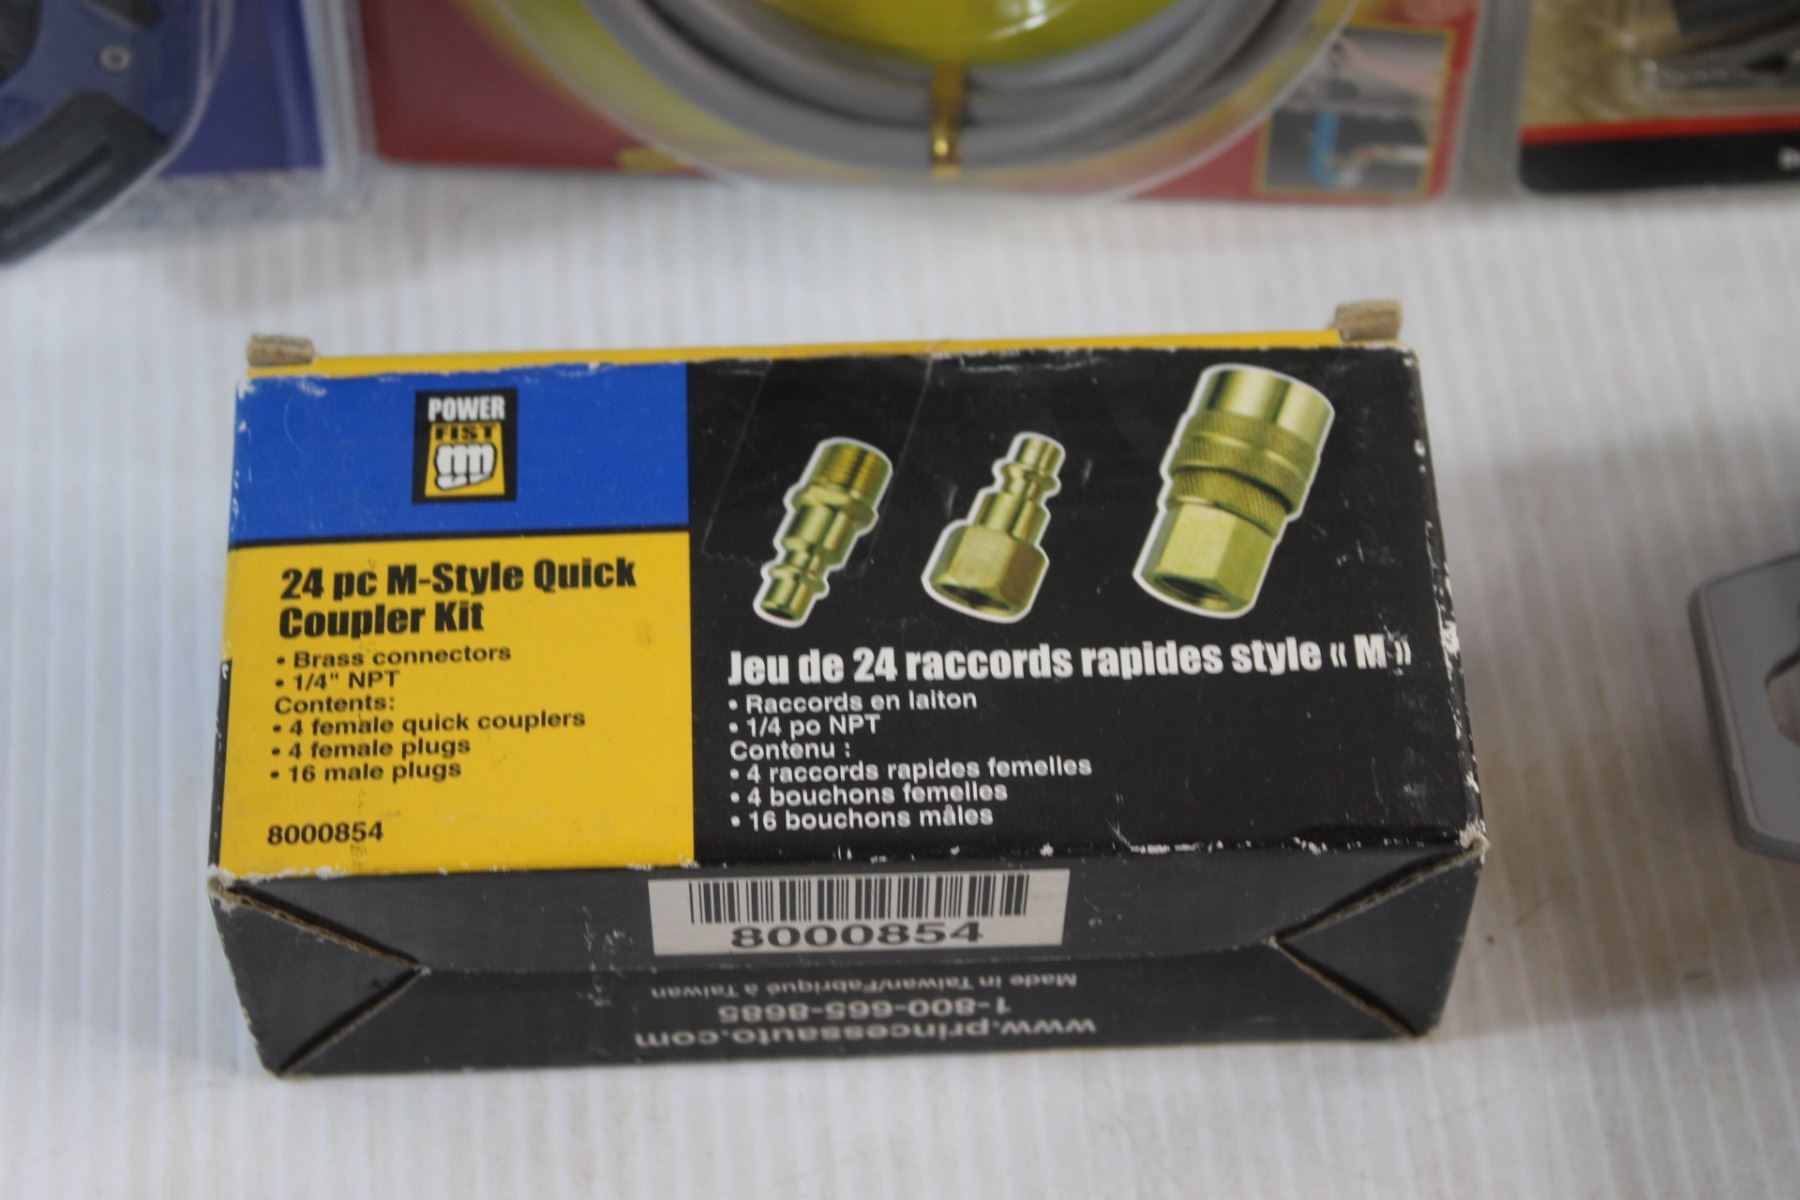 POWER
FIST
24 pc M-Style Quick
Coupler Kit
• Brass connectors
• 1/4" NPT
Contents:
• 4 female quick couplers
• 4 female plugs
• 16 male plugs
8000854
Jeu de 24 raccords rapides style « M »
• Raccords en laiton
• 1/4 po NPT
Contenu :
• 4 raccords rapides femelles
• 4 bouchons femelles
• 16 bouchons mâles
8000854
www.princessauto.com
1-800-665-8685
Made in Taiwan/Fabriqué à Taiwan